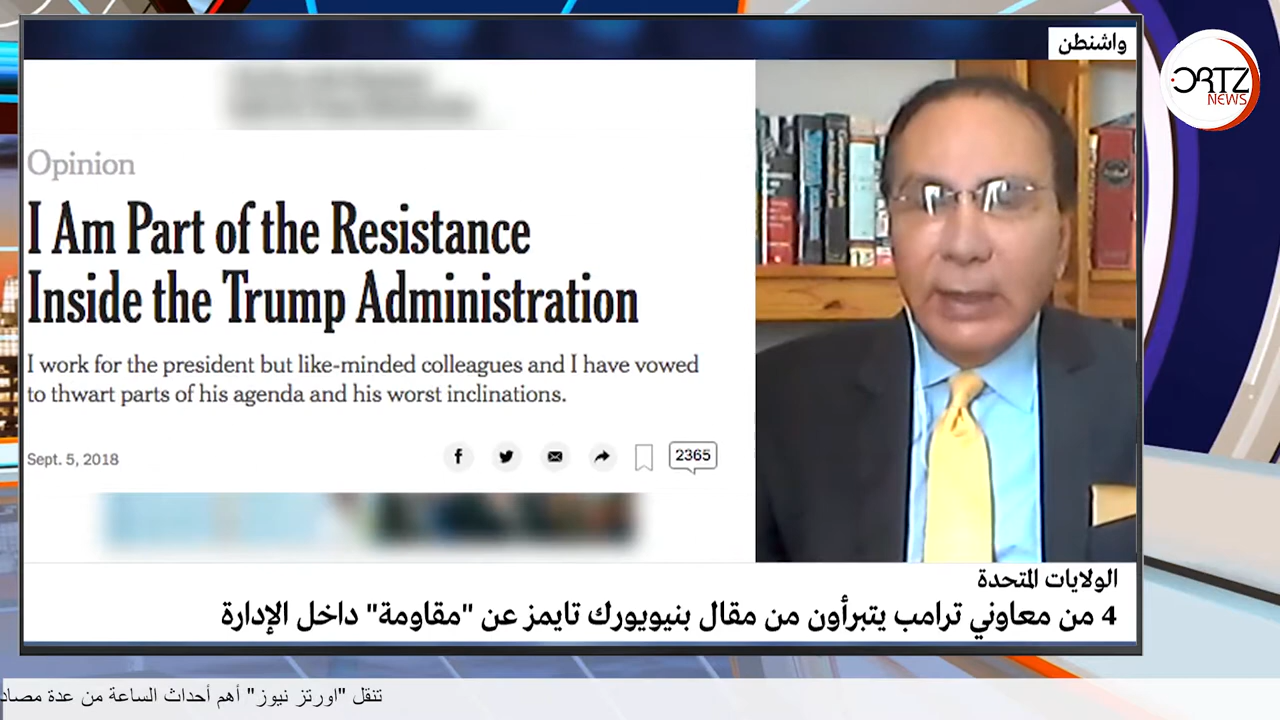 واشنطن
ORTZ
NEWS
Opinion
I Am Part of the Resistance
Inside the Trump Administration
I work for the president but like-minded colleagues and I have vowed
to thwart parts of his agenda and his worst inclinations.
Sept. 5, 2018
2365
الولايات المتحدة
4 من معاوني ترامب يتبرأون من مقال بنيويورك تايمز عن "مقاومة" داخل الإدارة
تنقل "اورتز نيوز" أهم أحداث الساعة من عدة مصاد